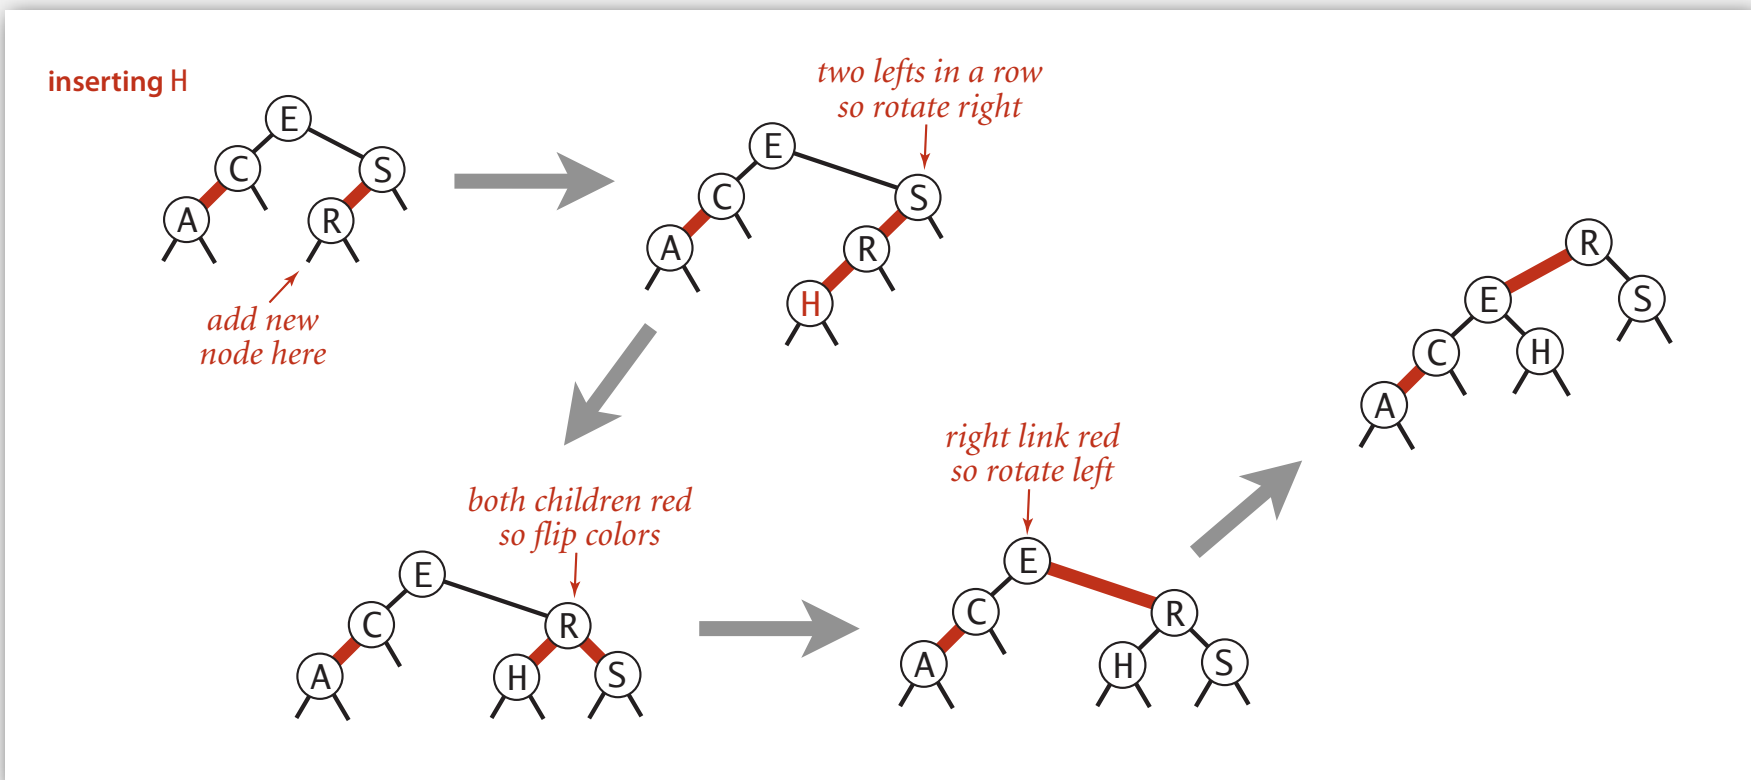 inserting H
E
C
S
A
R
add new
node here
two lefts in a row
so rotate right
E
C
S
A
R
H
both children red
so flip colors
E
C
R
A
H
S
right link red
so rotate left
E
C
R
A
H
S
R
E
S
C
H
A